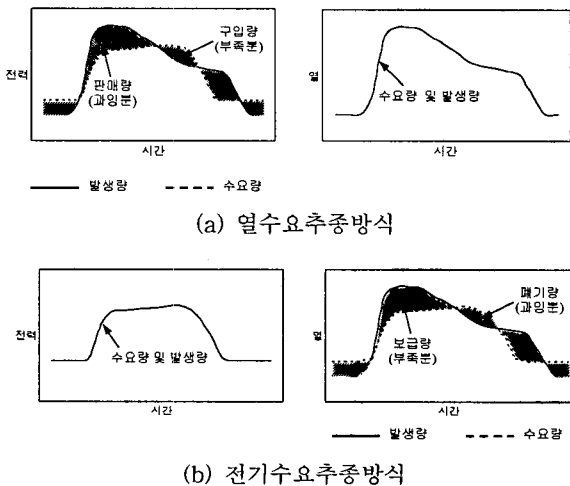 구입량
(부족분)
전력
판매량
(과잉분)
시간
열
수요량 및 발생량
시간
발생량 수요량
(a) 열수요추종방식
전력
수요량 및 발생량
시간
폐기량
(과잉분)
열
보급량
(부족분)
시간
발생량 수요량
(b) 전기수요추종방식